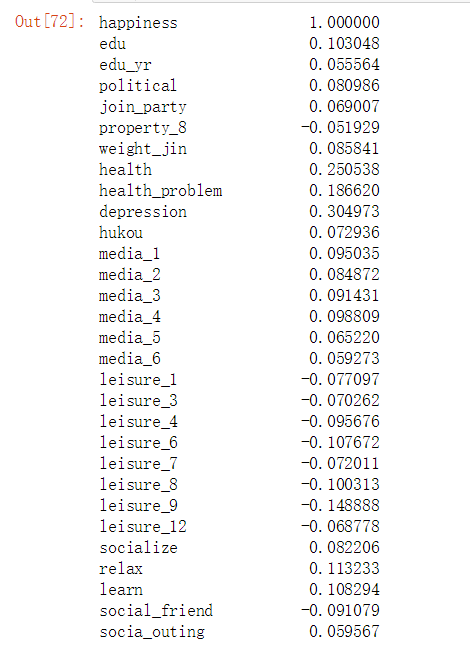 Out[72]: happiness 1.000000
edu 0.103048
edu_yr 0.055564
political 0.080986
join_party 0.069007
property_8 -0.051929
weight_jin 0.085841
health 0.250538
health_problem 0.186620
depression 0.304973
hukou 0.072936
media_1 0.095035
media_2 0.084872
media_3 0.091431
media_4 0.098809
media_5 0.065220
media_6 0.059273
leisure_1 -0.077097
leisure_3 -0.070262
leisure_4 -0.095676
leisure_6 -0.107672
leisure_7 -0.072011
leisure_8 -0.100313
leisure_9 -0.148888
leisure_12 -0.068778
socialize 0.082206
relax 0.113233
learn 0.108294
social_friend -0.091079
socia_outing 0.059567